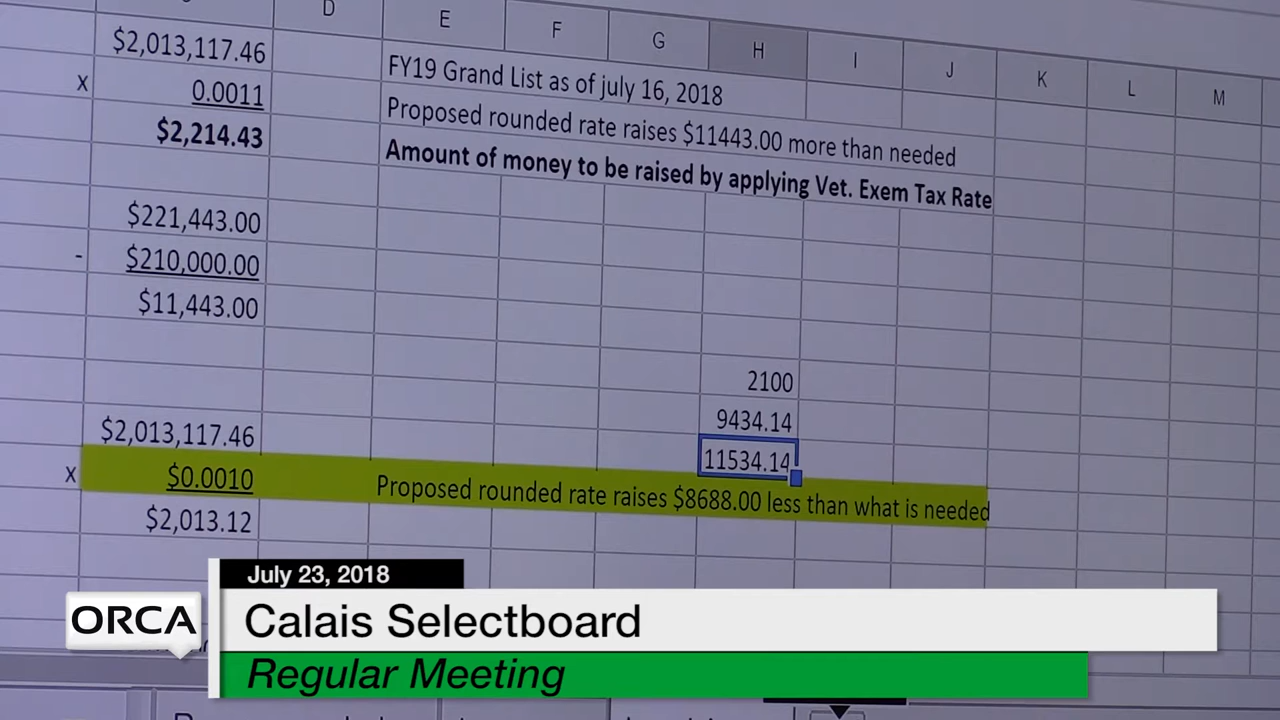 D E F G H I J K L M
$2,013,117.46 FY19 Grand List as of july 16, 2018
x 0.0011 Proposed rounded rate raises $11443.00 more than needed
$2,214.43 Amount of money to be raised by applying Vet. Exem Tax Rate
$221,443.00
- $210,000.00
$11,443.00
2100
9434.14
$2,013,117.46 11534.14
x $0.0010 Proposed rounded rate raises $8688.00 less than what is needed
$2,013.12
July 23, 2018
ORCA Calais Selectboard
Regular Meeting